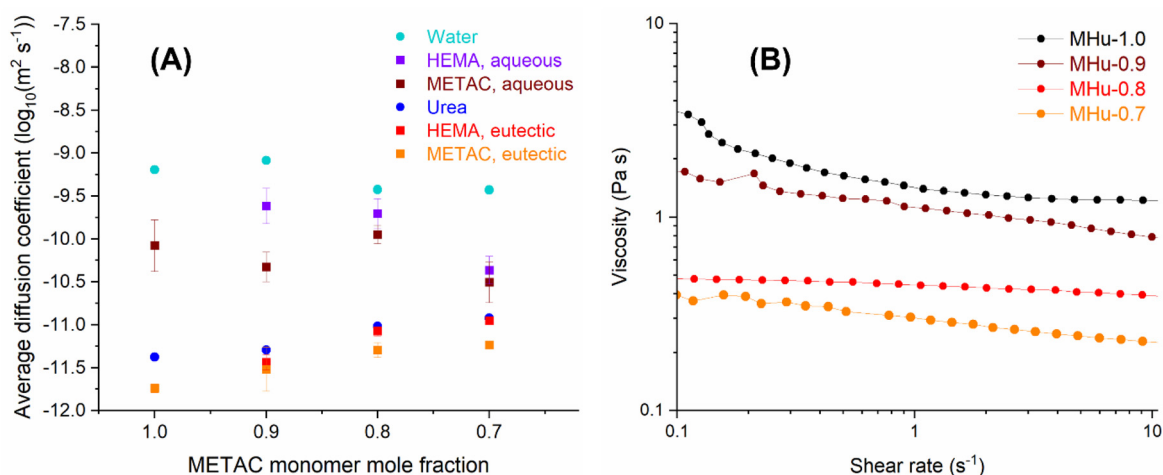 (A)
Average diffusion coefficient (log₁₀(m² s⁻¹))
-7.5
-8.0
-8.5
-9.0
-9.5
-10.0
-10.5
-11.0
-11.5
-12.0
Water
HEMA, aqueous
METAC, aqueous
Urea
HEMA, eutectic
METAC, eutectic
1.0 0.9 0.8 0.7
METAC monomer mole fraction
(B)
Viscosity (Pa s)
10
1
0.1
MHu-1.0
MHu-0.9
MHu-0.8
MHu-0.7
0.1 1 10
Shear rate (s⁻¹)